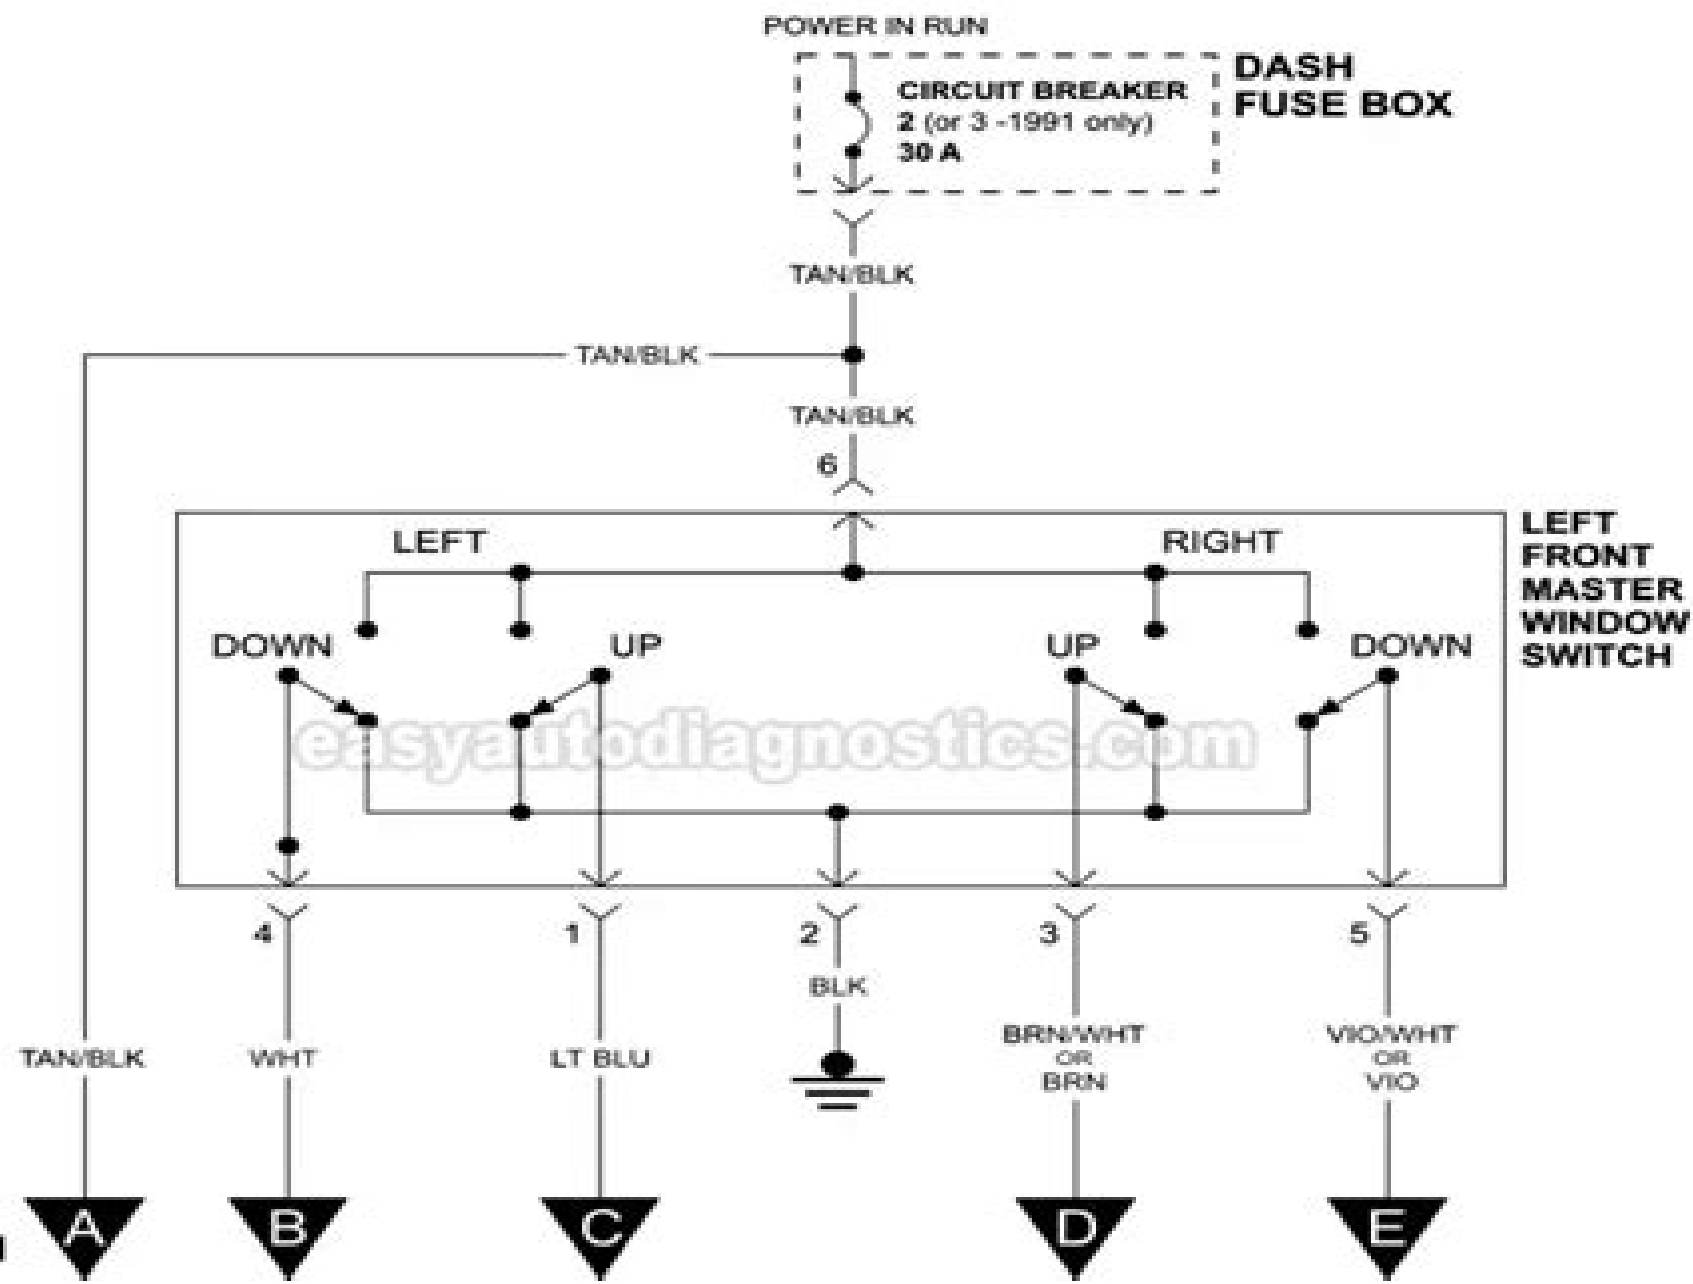 POWER IN RUN
DASH
FUSE BOX
CIRCUIT BREAKER
2 (or 3 -1991 only)
30 A
TAN/BLK
TAN/BLK
TAN/BLK
6
LEFT
RIGHT
LEFT
FRONT
MASTER
WINDOW
SWITCH
DOWN
UP
UP
DOWN
easyautodiagnostics.com
4
1
2
3
5
BLK
TAN/BLK
WHT
LT BLU
BRN/WHT
OR
BRN
VIO/WHT
OR
VIO
A
B
C
D
E